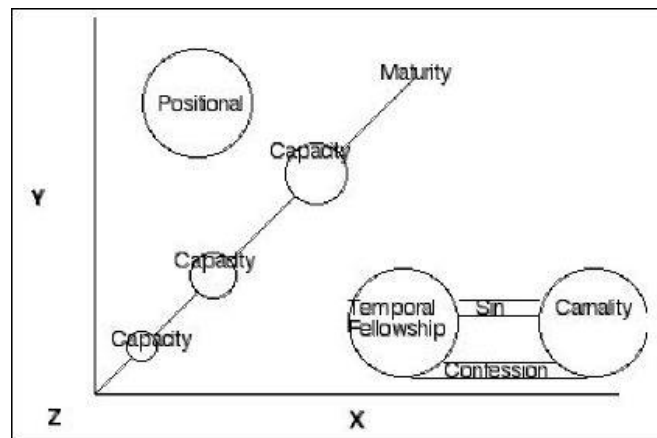 Maturity
Positional
Capacity
Y
Capacity
Temporal
Fellowship
Sin
Carnality
Capacity
Confession
Z
X